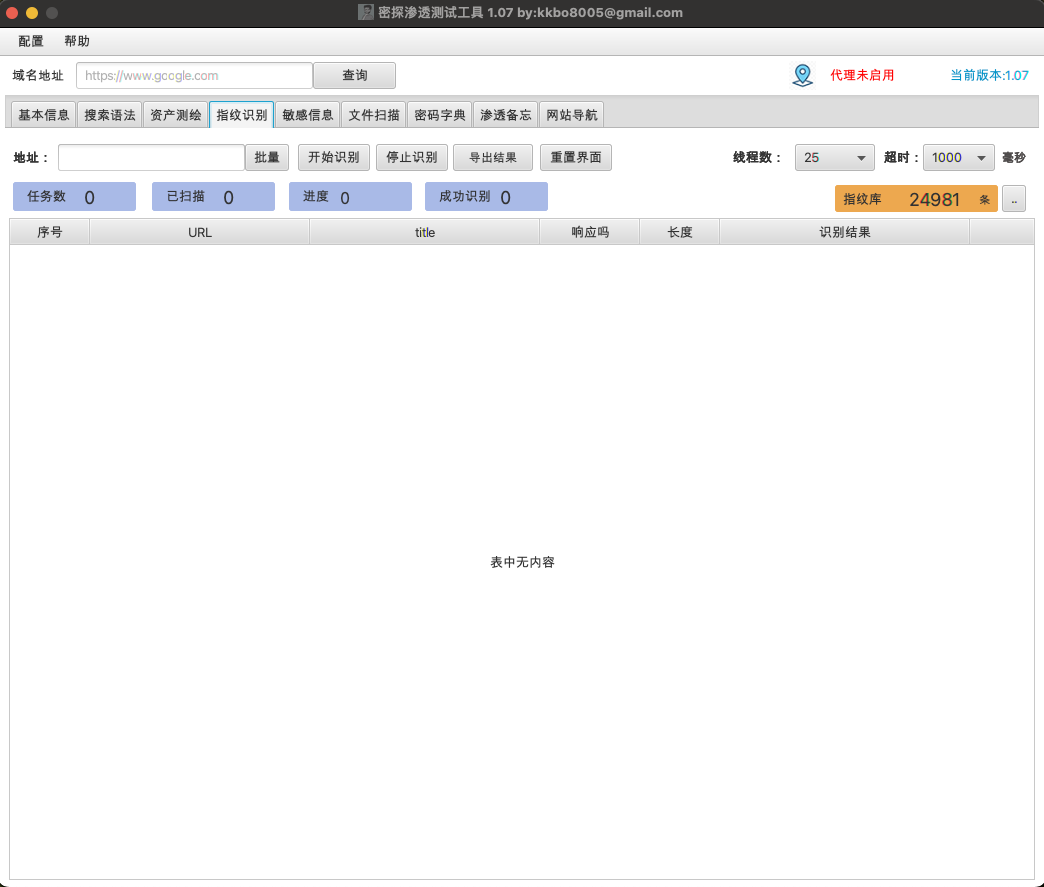 密探渗透测试工具 1.07 by:kkbo8005@gmail.com
配置 帮助
域名地址 https://www.google.com 查询 代理未启用 当前版本:1.07
基本信息 搜索语法 资产测绘 指纹识别 敏感信息 文件扫描 密码字典 渗透备忘 网站导航
地址： 批量 开始识别 停止识别 导出结果 重置界面 线程数： 25 超时： 1000 毫秒
任务数 0 已扫描 0 进度 0 成功识别 0 指纹库 24981 条 ..
序号 URL title 响应吗 长度 识别结果
表中无内容